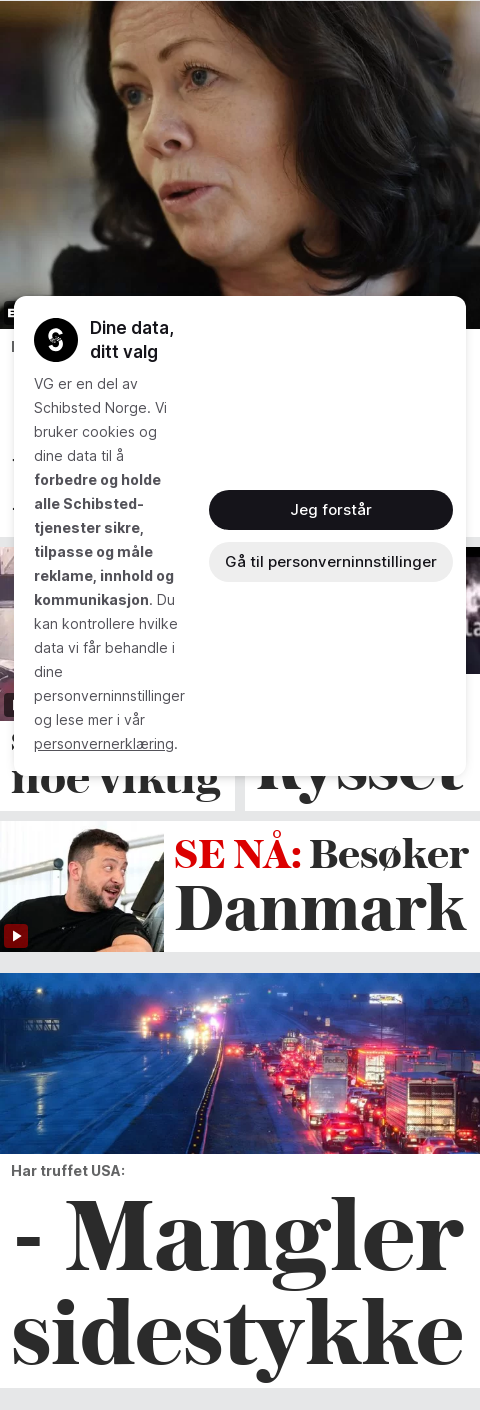 Dine data,
ditt valg
VG er en del av
Schibsted Norge. Vi
bruker cookies og
dine data til å
forbedre og holde
alle Schibsted-
tjenester sikre,
tilpasse og måle
reklame, innhold og
kommunikasjon. Du
kan kontrollere hvilke
data vi får behandle i
dine
personverninnstillinger
og lese mer i vår
personvernerklæring.
Jeg forstår
Gå til personverninnstillinger
noe viktig
Kysset
SE NÅ: Besøker
Danmark
Har truffet USA:
- Mangler
sidestykke